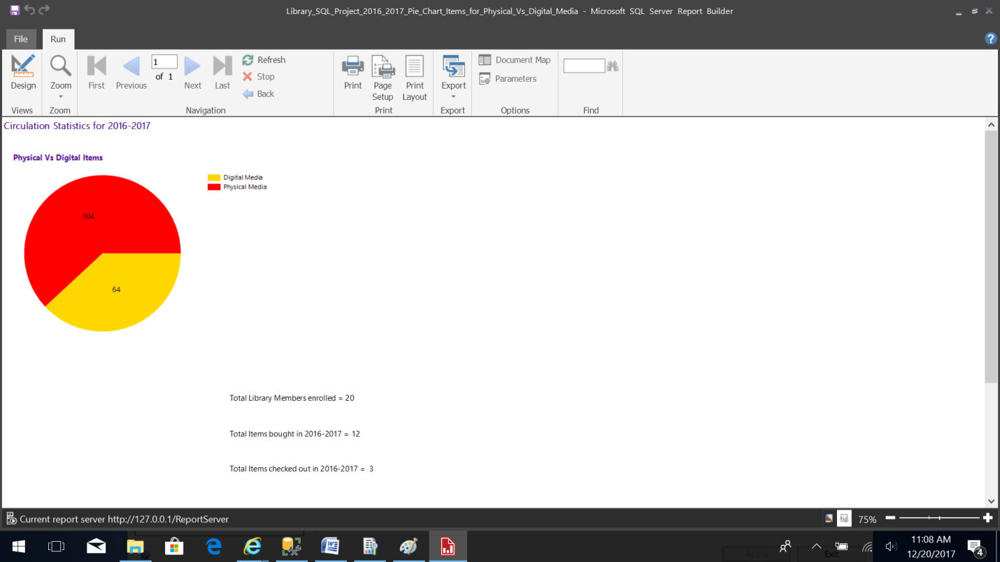 Library_SQL_Project_2016_2017_Pie_Chart_Items_for_Physical_Vs_Digital_Media - Microsoft SQL Server Report Builder
File Run
Design
Zoom
First
Previous
1
of 1
Next
Last
Refresh
Stop
Back
Print
Page Setup
Print Layout
Export
Document Map
Parameters
Views
Zoom
Navigation
Print
Export
Options
Find
Circulation Statistics for 2016-2017
Physical Vs Digital Items
Digital Media
Physical Media
104
64
Total Library Members enrolled = 20
Total Items bought in 2016-2017 = 12
Total Items checked out in 2016-2017 = 3
Current report server http://127.0.0.1/ReportServer
75%
11:08 AM
12/20/2017
4
Apply
Exit